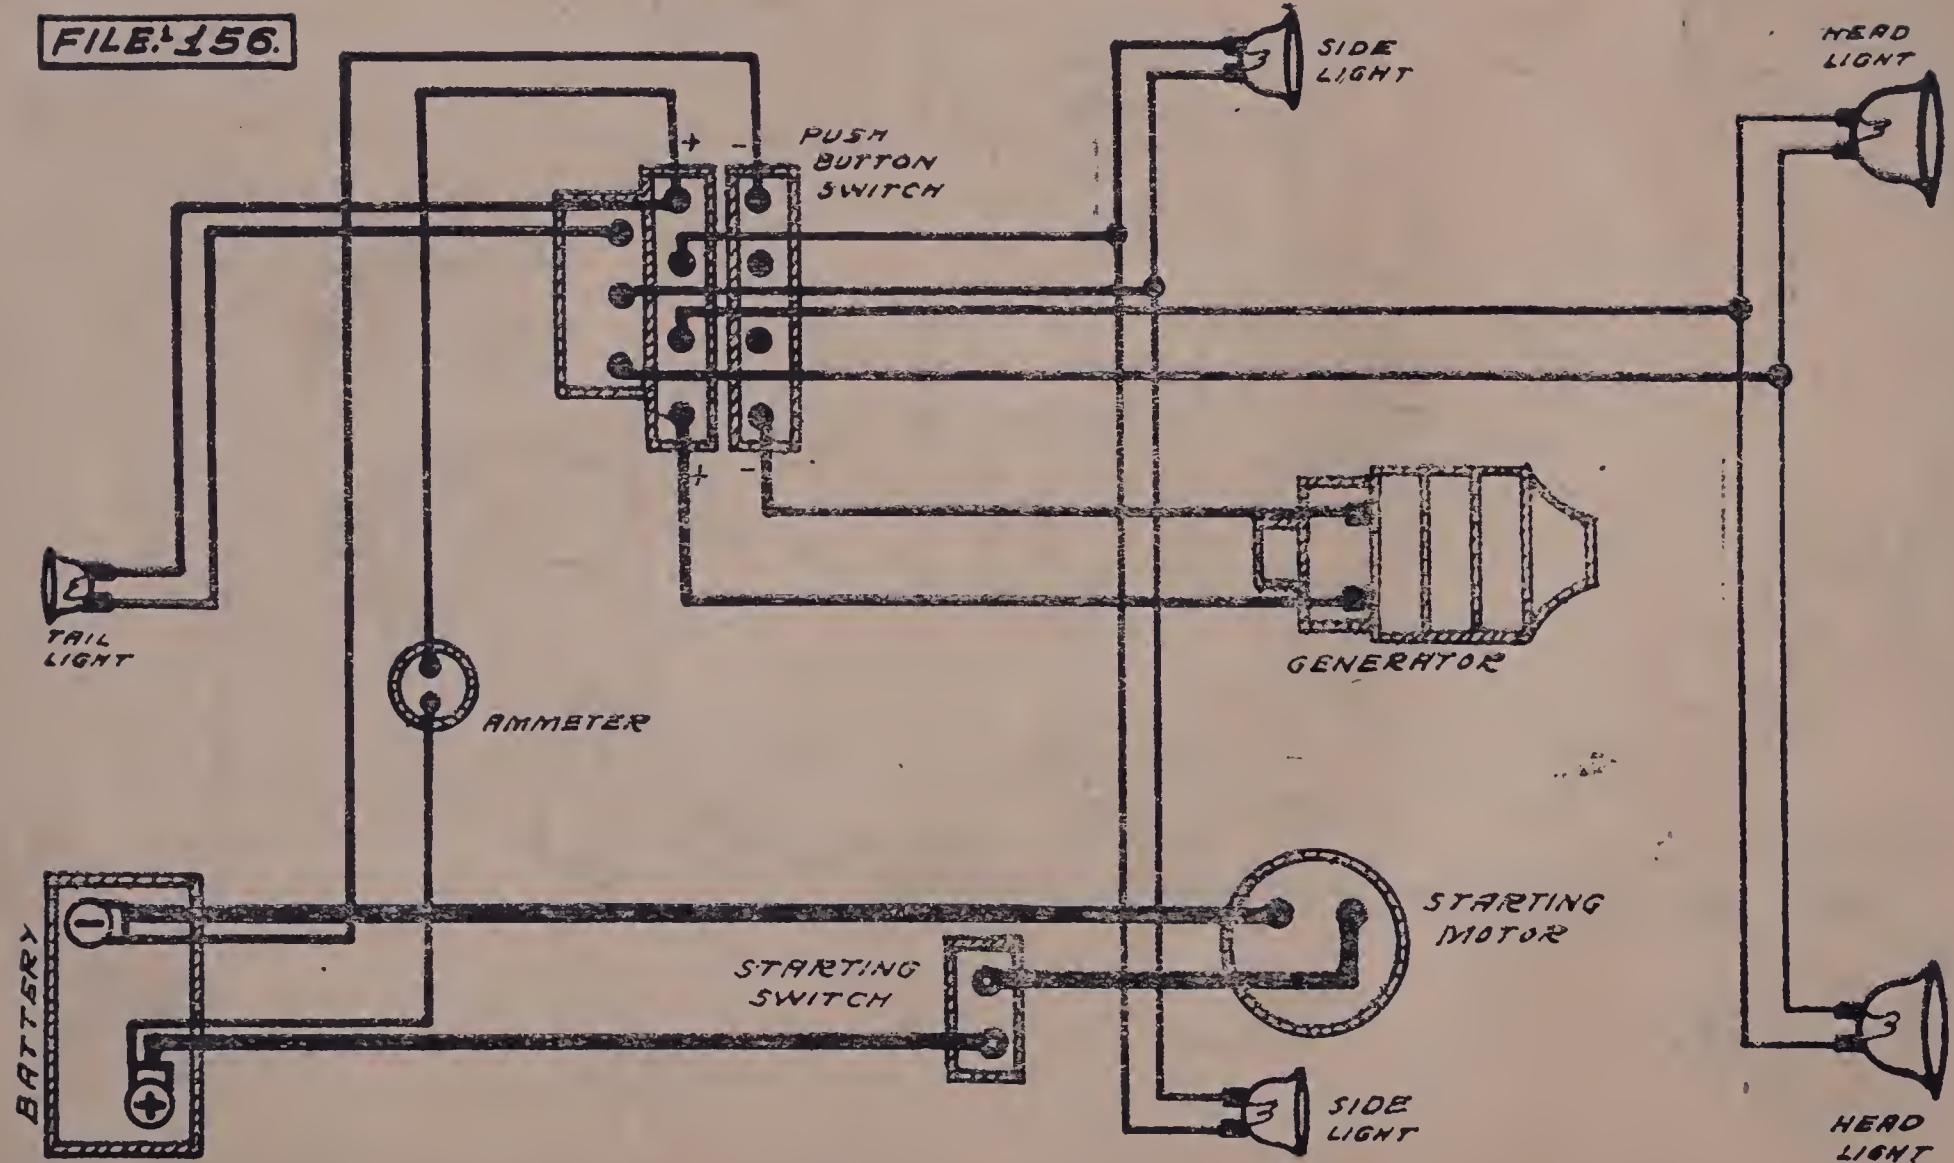 FILE. 156.
SIDE
LIGHT
HEAD
LIGHT
+ -
PUSH
BUTTON
SWITCH
+ -
TAIL
LIGHT
GENERATOR
AMMETER
BATTERY
-
+
STARTING
SWITCH
STARTING
MOTOR
SIDE
LIGHT
HEAD
LIGHT